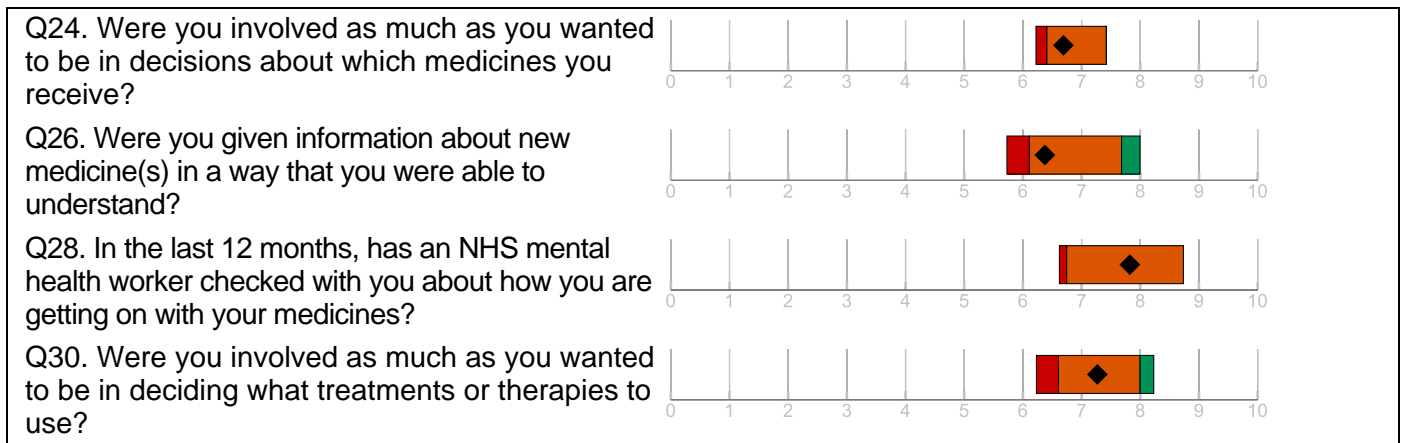 Q24. Were you involved as much as you wanted
to be in decisions about which medicines you
receive?
0 1 2 3 4 5 6 7 8 9 10
Q26. Were you given information about new
medicine(s) in a way that you were able to
understand?
0 1 2 3 4 5 6 7 8 9 10
Q28. In the last 12 months, has an NHS mental
health worker checked with you about how you are
getting on with your medicines?
0 1 2 3 4 5 6 7 8 9 10
Q30. Were you involved as much as you wanted
to be in deciding what treatments or therapies to
use?
0 1 2 3 4 5 6 7 8 9 10